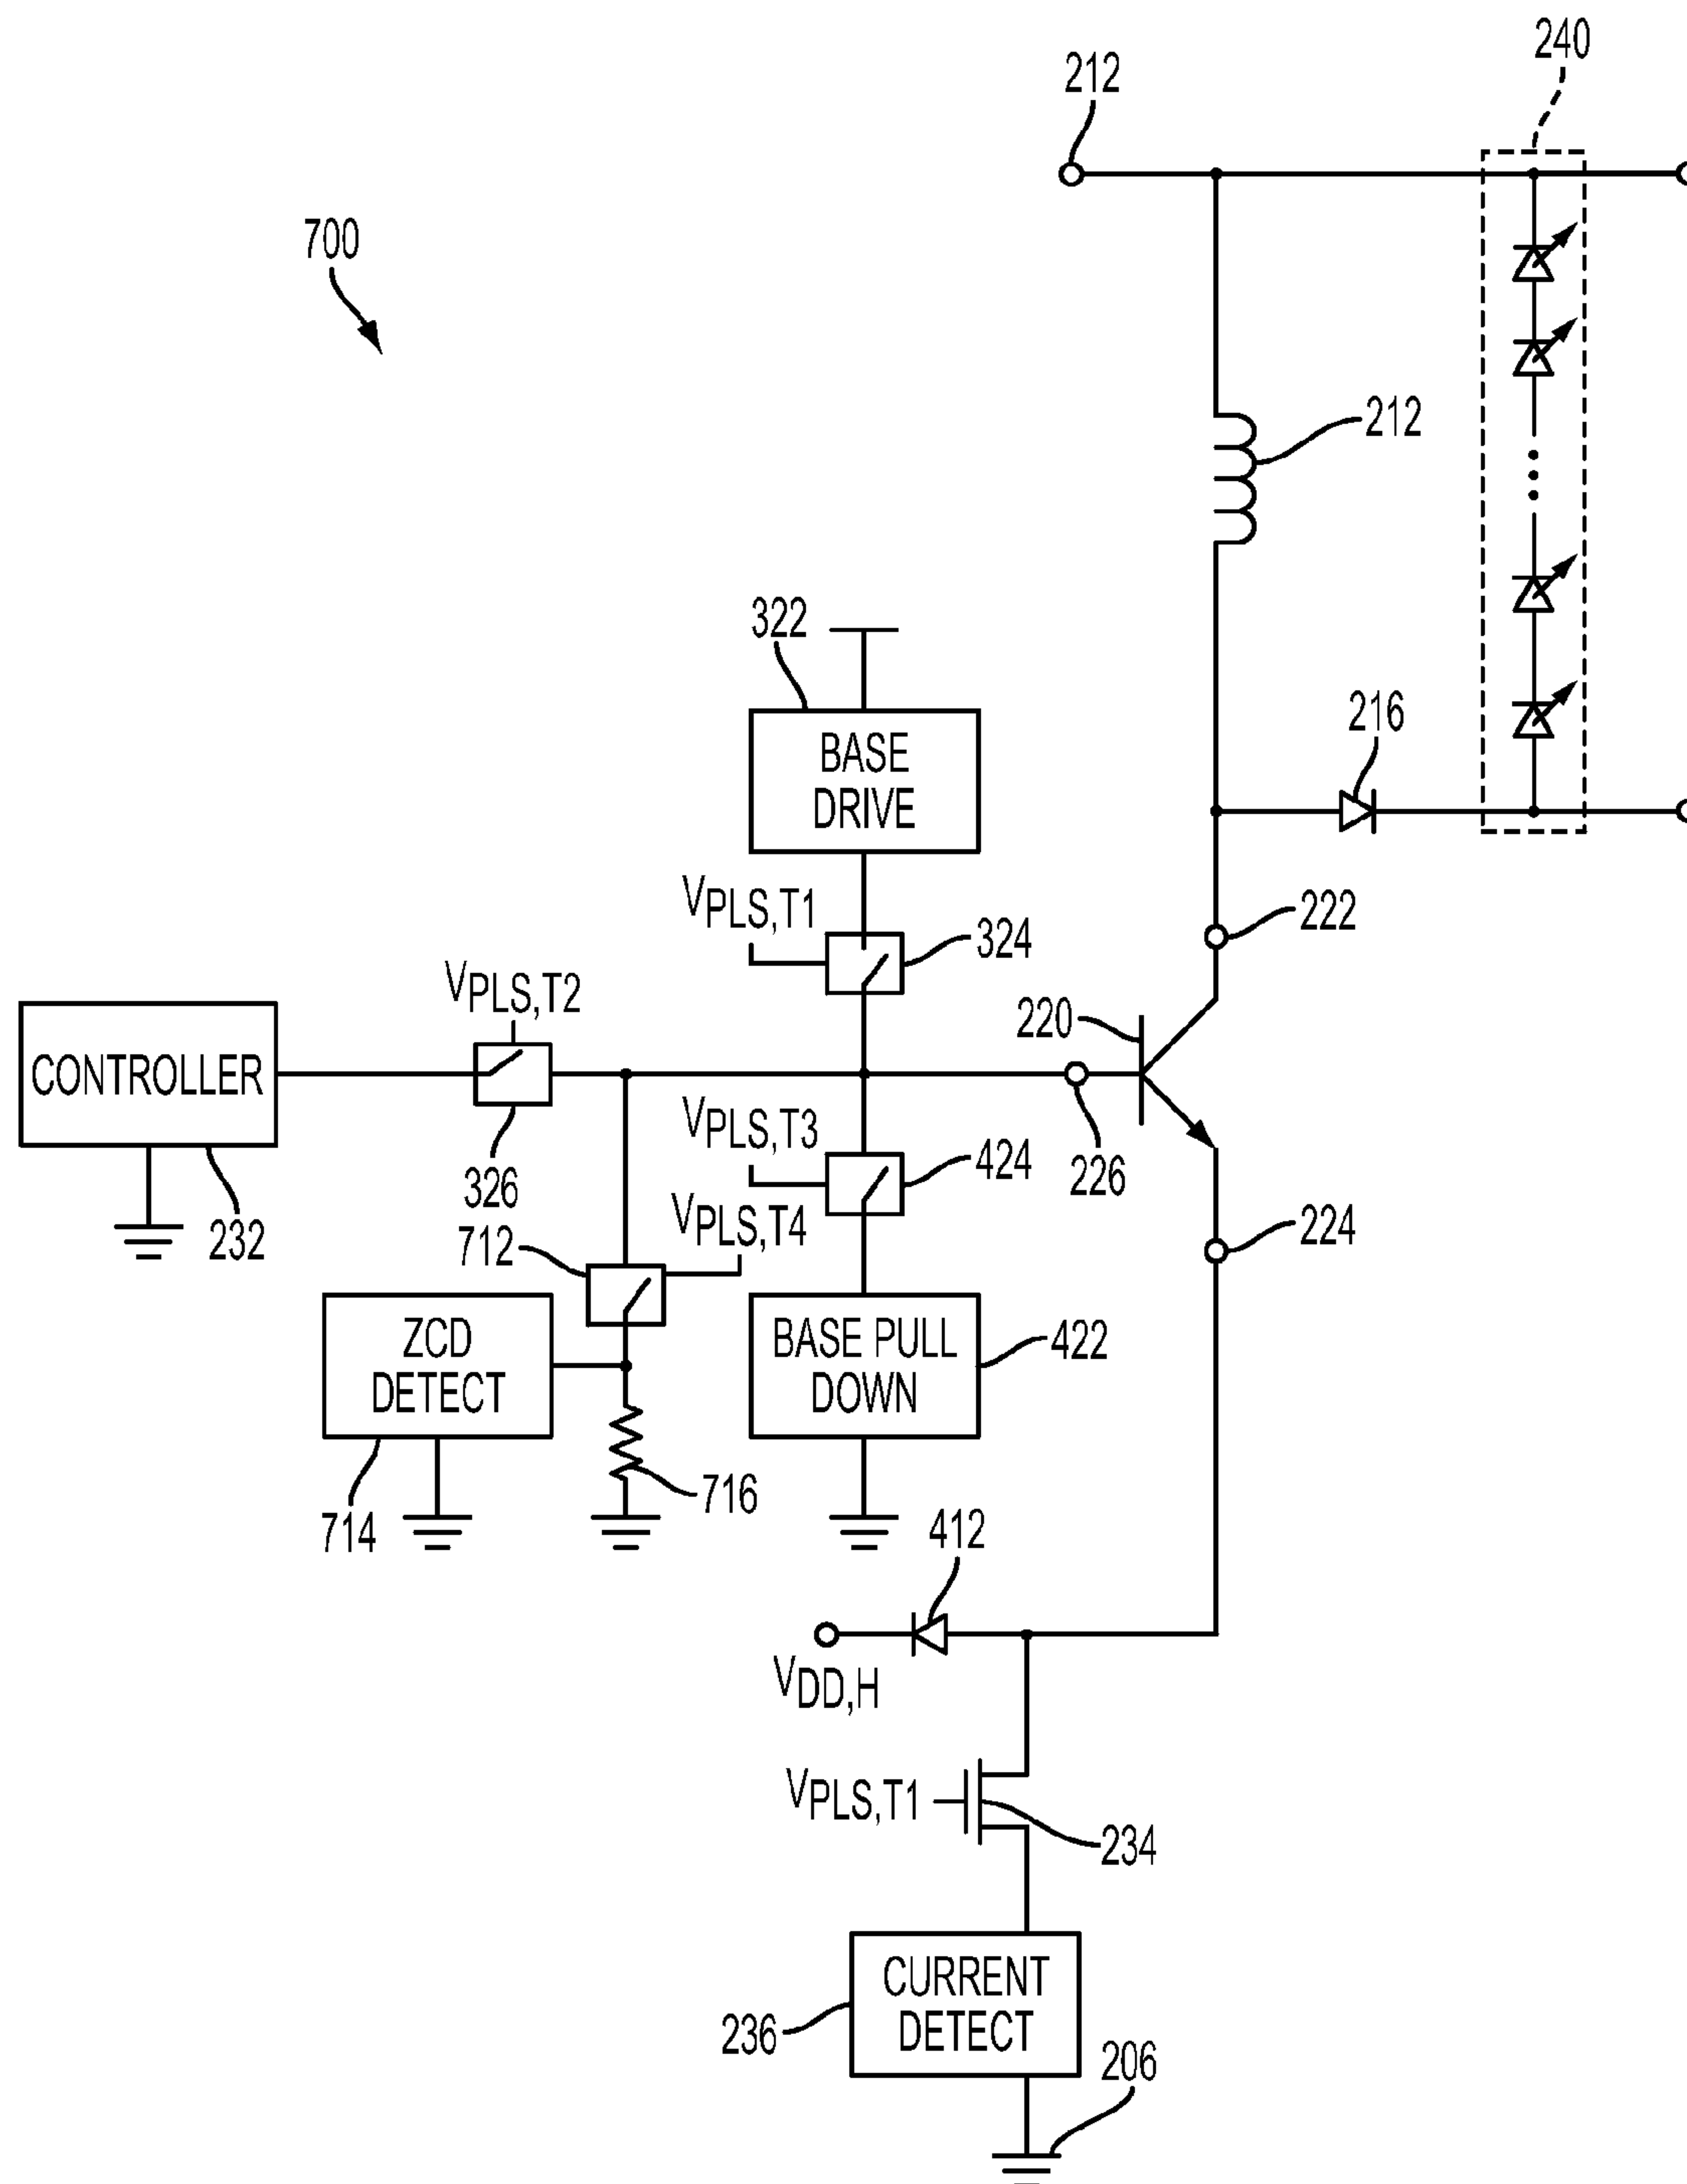 240
212
700
212
322
BASE
DRIVE
216
VPLS,T1
324
222
VPLS,T2
220
CONTROLLER
VPLS,T3
424
226
326
232
VPLS,T4
712
224
ZCD
DETECT
BASE PULL
DOWN
422
716
714
412
VDD,H
VPLS,T1
234
CURRENT
DETECT
236
206